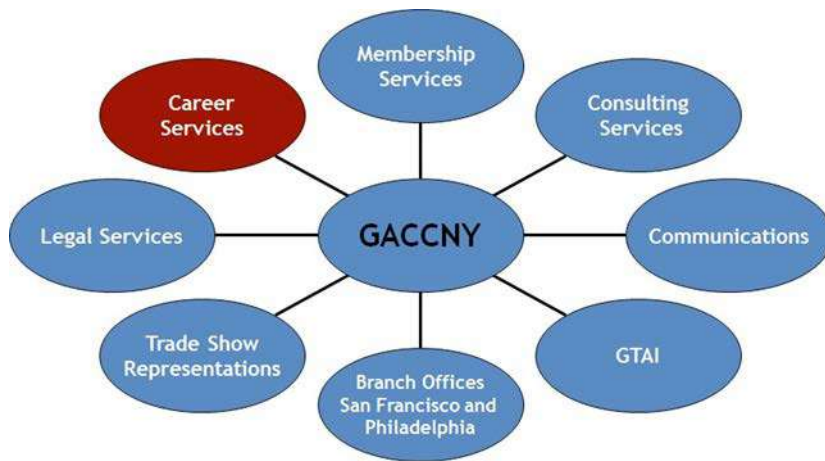 Membership
Services
Career
Services
Consulting
Services
Legal Services
GACCNY
Communications
Trade Show
Representations
Branch Offices
San Francisco and
Philadelphia
GTAI